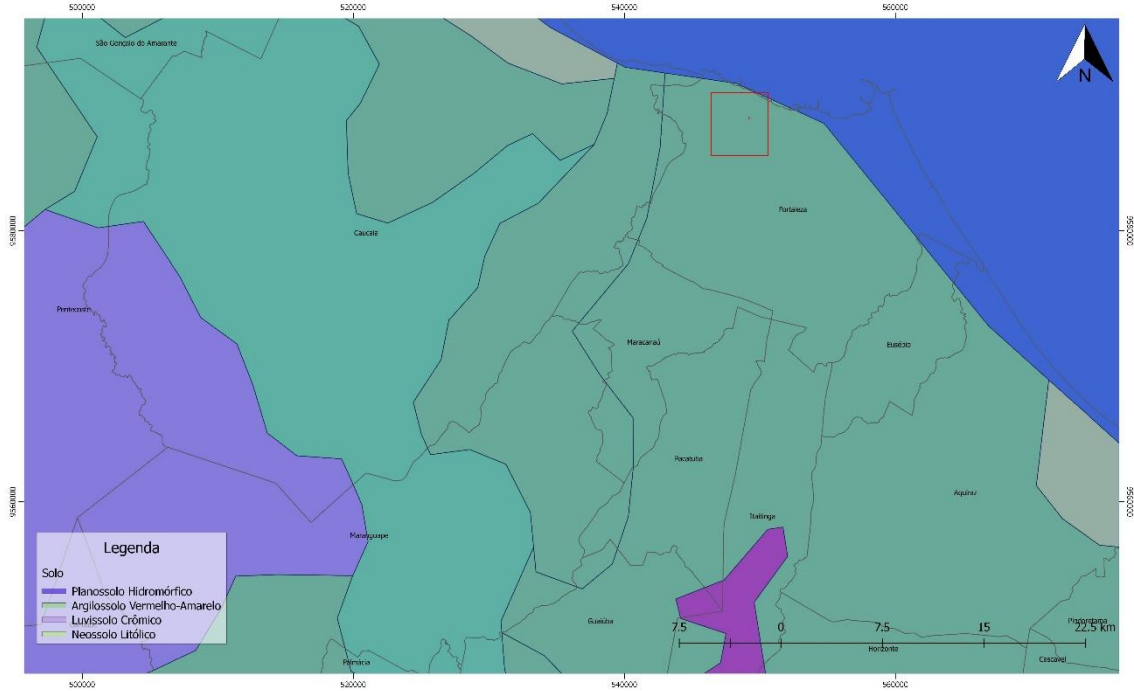 500000 520000 540000 560000
São Gonçalo do Amarante
N
Fortaleza
9580000 9580000
Caucaia
Pentecoste
Maracanaú
Eusébio
Pacatuba
Aquiraz
9560000 9560000
Itaitinga
Maranguape
Legenda
Solo
Planossolo Hidromórfico
Argilossolo Vermelho-Amarelo
Luvissolo Crômico
Neossolo Litólico
Guaiúba
Pindoretama
7.5 0 7.5 15 22.5 km
Horizonte
Palmácia
Cascavel
500000 520000 540000 560000